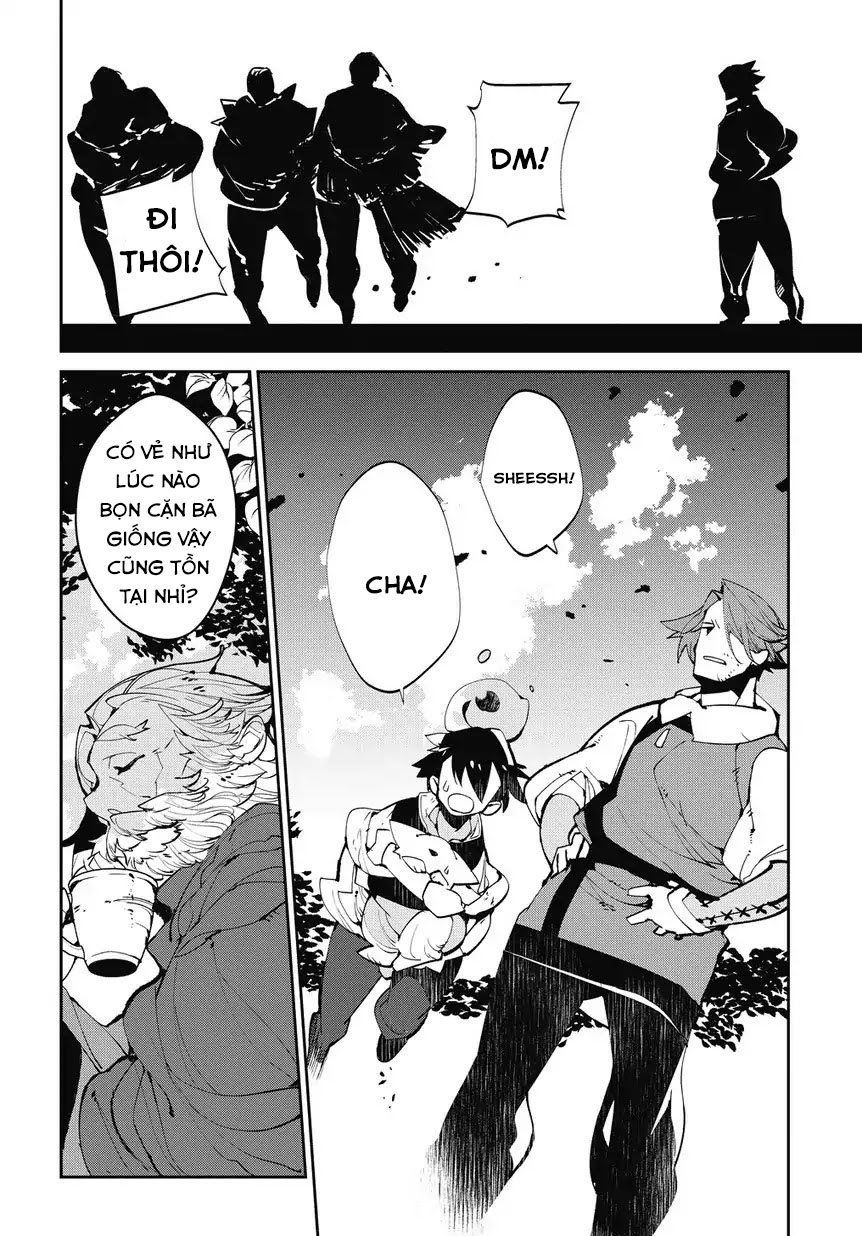 DM!
ĐI
THÔI!
SHEESSH!
CHA!
CÓ VẺ NHƯ
LÚC NÀO
BỌN CẶN BÃ
GIỐNG VẬY
CŨNG TỒN
TẠI NHỈ?